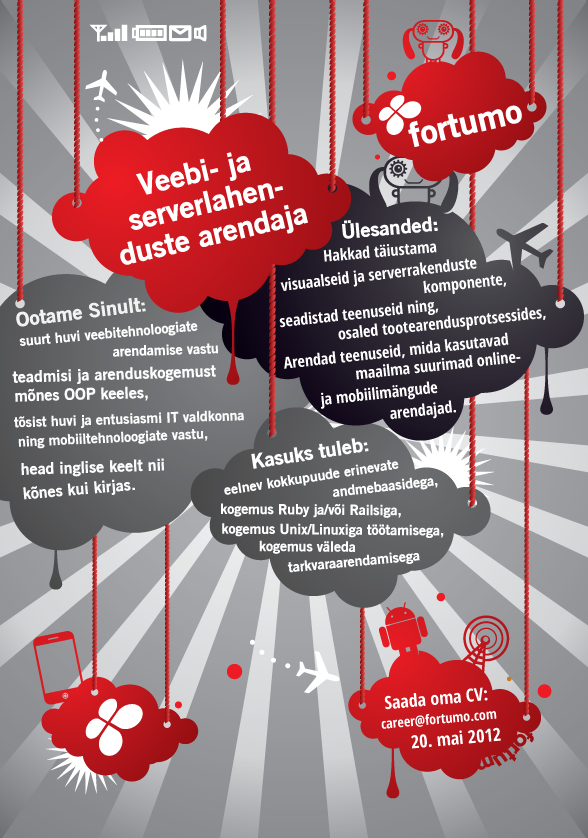 fortumo
Veebi- ja
serverlahen-
duste arendaja
Ülesanded:
Hakkad täiustama
visuaalseid ja serverrakenduste
komponente,
seadistad teenuseid ning,
osaled tootearendusprotsessides,
Arendad teenuseid, mida kasutavad
maailma suurimad online-
ja mobiilimängude
arendajad.
Ootame Sinult:
suurt huvi veebitehnoloogiate
arendamise vastu
teadmisi ja arenduskogemust
mõnes OOP keeles,
tõsist huvi ja entusiasmi IT valdkonna
ning mobiiltehnoloogiate vastu,
head inglise keelt nii
kõnes kui kirjas.
Kasuks tuleb:
eelnev kokkupuude erinevate
andmebaasidega,
kogemus Ruby ja/või Railsiga,
kogemus Unix/Linuxiga töötamisega,
kogemus väleda
tarkvaraarendamisega
Saada oma CV:
career@fortumo.com
20. mai 2012
fortumo